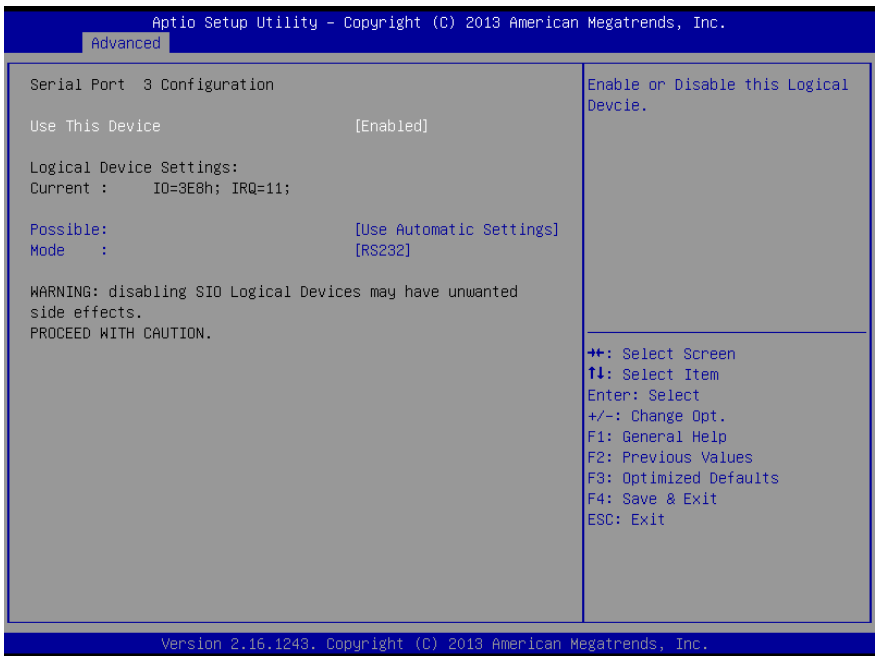 Aptio Setup Utility – Copyright (C) 2013 American Megatrends, Inc.
Advanced
Serial Port 3 Configuration
Use This Device [Enabled]
Logical Device Settings:
Current : IO=3E8h; IRQ=11;
Possible: [Use Automatic Settings]
Mode : [RS232]
WARNING: disabling SIO Logical Devices may have unwanted
side effects.
PROCEED WITH CAUTION.
Enable or Disable this Logical
Devcie.
→←: Select Screen
↑↓: Select Item
Enter: Select
+/-: Change Opt.
F1: General Help
F2: Previous Values
F3: Optimized Defaults
F4: Save & Exit
ESC: Exit
Version 2.16.1243. Copyright (C) 2013 American Megatrends, Inc.